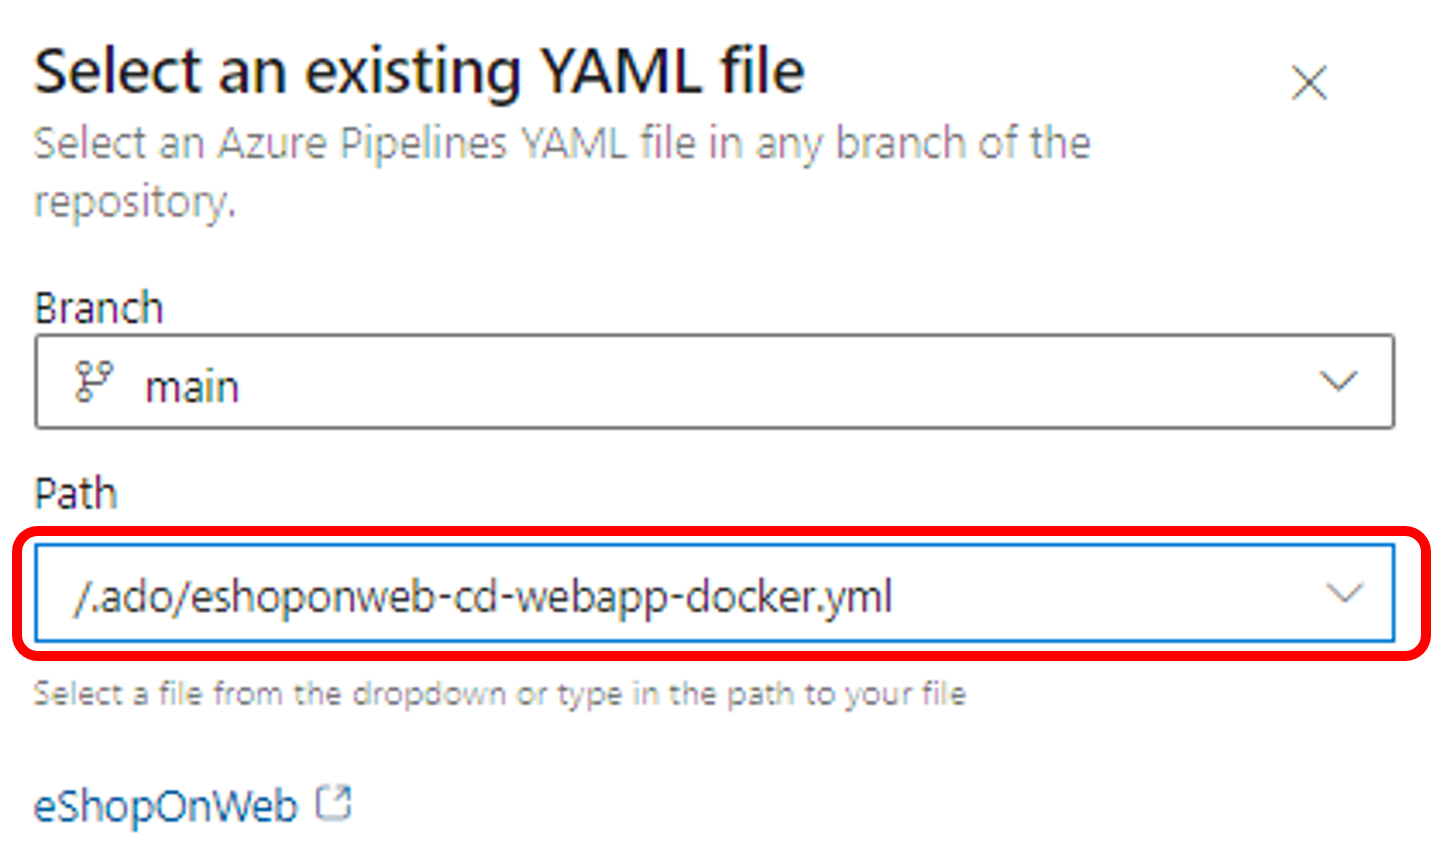 Select an existing YAML file
Select an Azure Pipelines YAML file in any branch of the
repository.
Branch
main
Path
/.ado/eshoponweb-cd-webapp-docker.yml
Select a file from the dropdown or type in the path to your file
eShopOnWeb